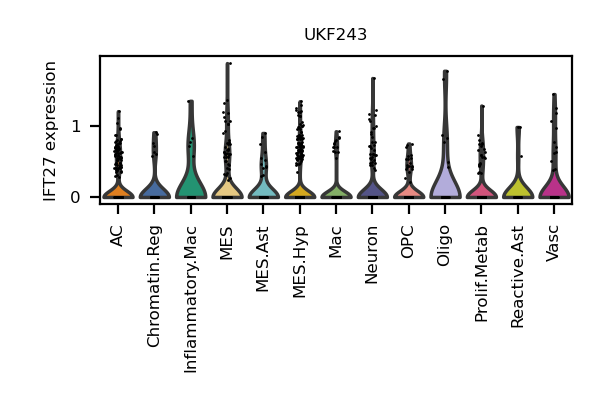 UKF243
IFT27 expression
1
0
AC
Chromatin.Reg
Inflammatory.Mac
MES
MES.Ast
MES.Hyp
Mac
Neuron
OPC
Oligo
Prolif.Metab
Reactive.Ast
Vasc